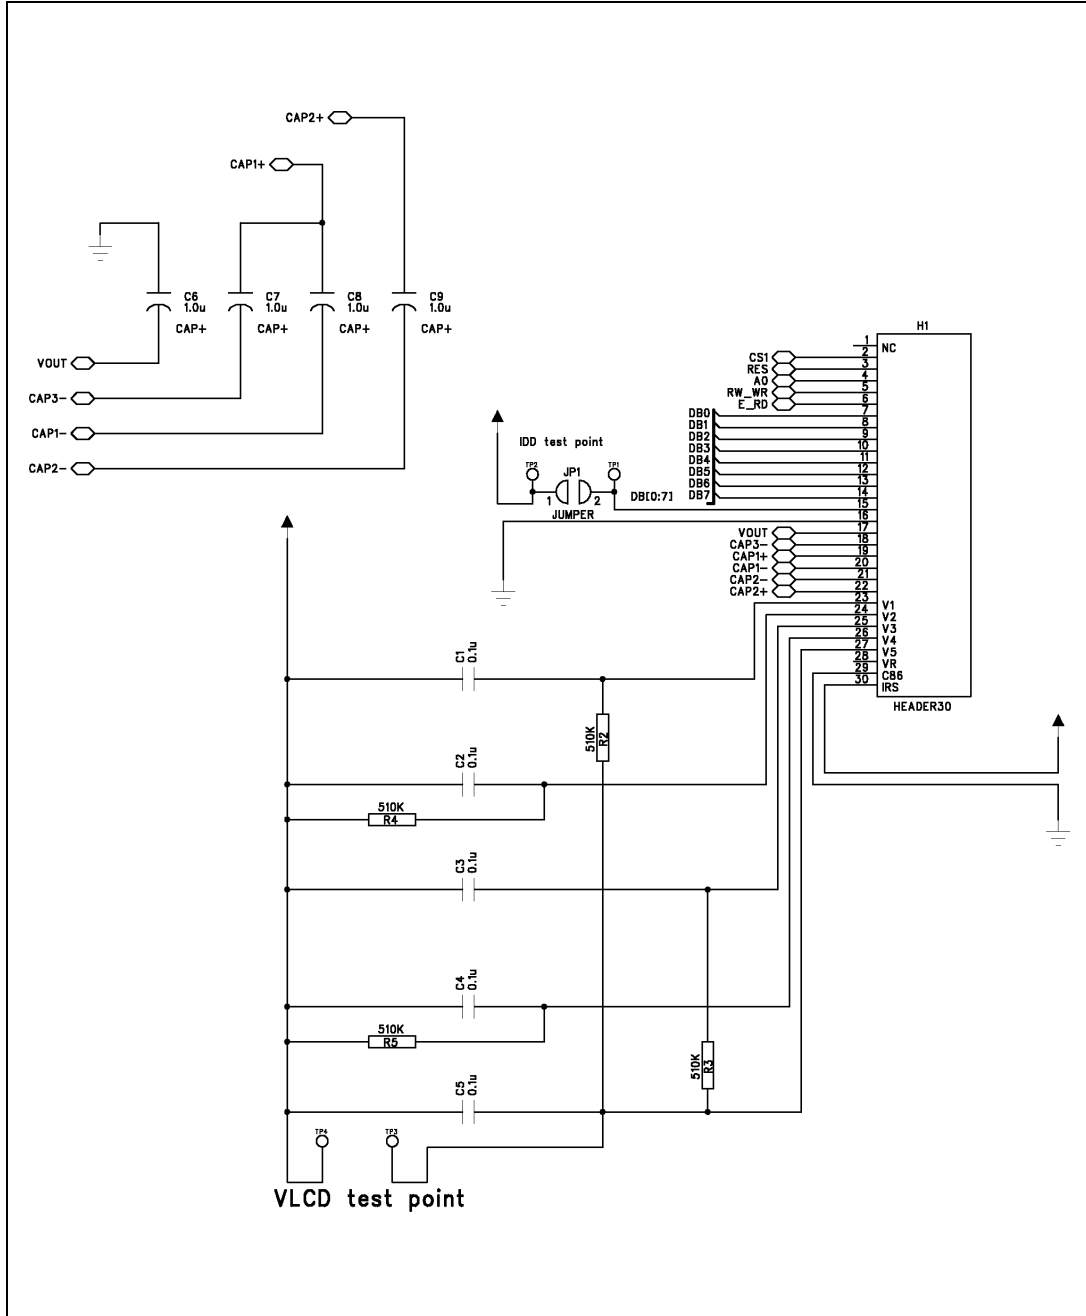 CAP2+
CAP1+
C6
1.0u
CAP+
C7
1.0u
CAP+
C8
1.0u
CAP+
C9
1.0u
CAP+
VOUT
CAP3-
CAP1-
CAP2-
H1
1
NC
CS1 2
RES 3
A0 4
RW_WR 5
E_RD 6
DB0 7
DB1 8
DB2 9
DB3 10
DB4 11
DB5 12
DB6 13
DB7 14
DB[0:7]
15
16
VOUT 17
CAP3- 18
CAP1+ 19
CAP1- 20
CAP2- 21
CAP2+ 22
23 V1
24 V2
25 V3
26 V4
27 V5
28 VR
29 C86
30 IRS
HEADER30
IDD test point
TP2
JP1
TP1
1
2
JUMPER
C1
0.1u
510K
R2
C2
0.1u
510K
R4
C3
0.1u
C4
0.1u
510K
R5
510K
R3
C5
0.1u
TP4
TP3
VLCD test point